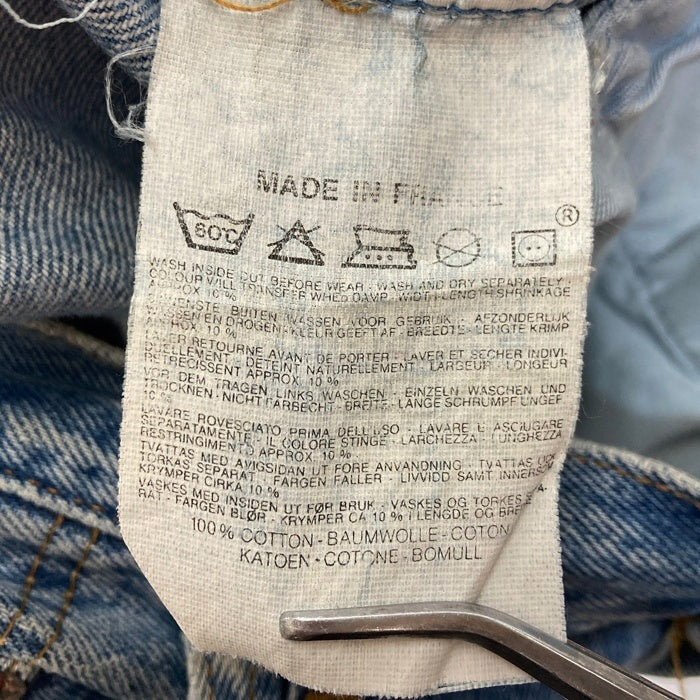 MADE IN FRANCE
®
60C
WASH INSIDE OUT BEFORE WEAR - WASH AND DRY SEPARATELY
COLOUR WILL TRANSFER WHEN DAMP. WIDTH-LENGTH SHRINKAGE
APPROX 10 %
BINNENSTE BUITEN WASSEN VOOR GEBRUIK - AFZONDERLIJK
WASSEN EN DROGEN - KLEUR GEEFT AF - BREEDTE - LENGTE KRIMP
APPROX 10 %
LAVER RETOURNE AVANT DE PORTER - LAVER ET SECHER INDIVI-
DUELLEMENT - DETEINT NATURELLEMENT - LARGEUR - LONGEUR
RETRECISSENT APPROX. 10 %
VOR DEM TRAGEN LINKS WASCHEN - EINZELN WASCHEN UND
TROCKNEN - NICHT FARBECHT - BREITE - LANGE SCHRUMPFUNGEF
10 %
LAVARE ROVESCIATO PRIMA DELL'USO - LAVARE E ASCIUGARE
SEPARATAMENTE - IL COLORE STINGE - LARCHEZZA - LUNGHEZZA
RESTRINGIMENTO APPROX. 10 %
TVATTAS MED AVIGSIDAN UT FORE ANVANDNING - TVATTAS OCH
TORKAS SEPARAT - FARGEN FALLER - LIVVIDD SAMT INNERSOM
KRYMPER CIRKA 10 %
VASKES MED INSIDEN UT FØR BRUK - VASKES OG TORKES SEPA-
RAT - FARGEN BLØR - KRYMPER CA 10 % I LENGDE OG BREDDE
100 % COTTON - BAUMWOLLE - COTON
KATOEN - COTONE - BOMULL